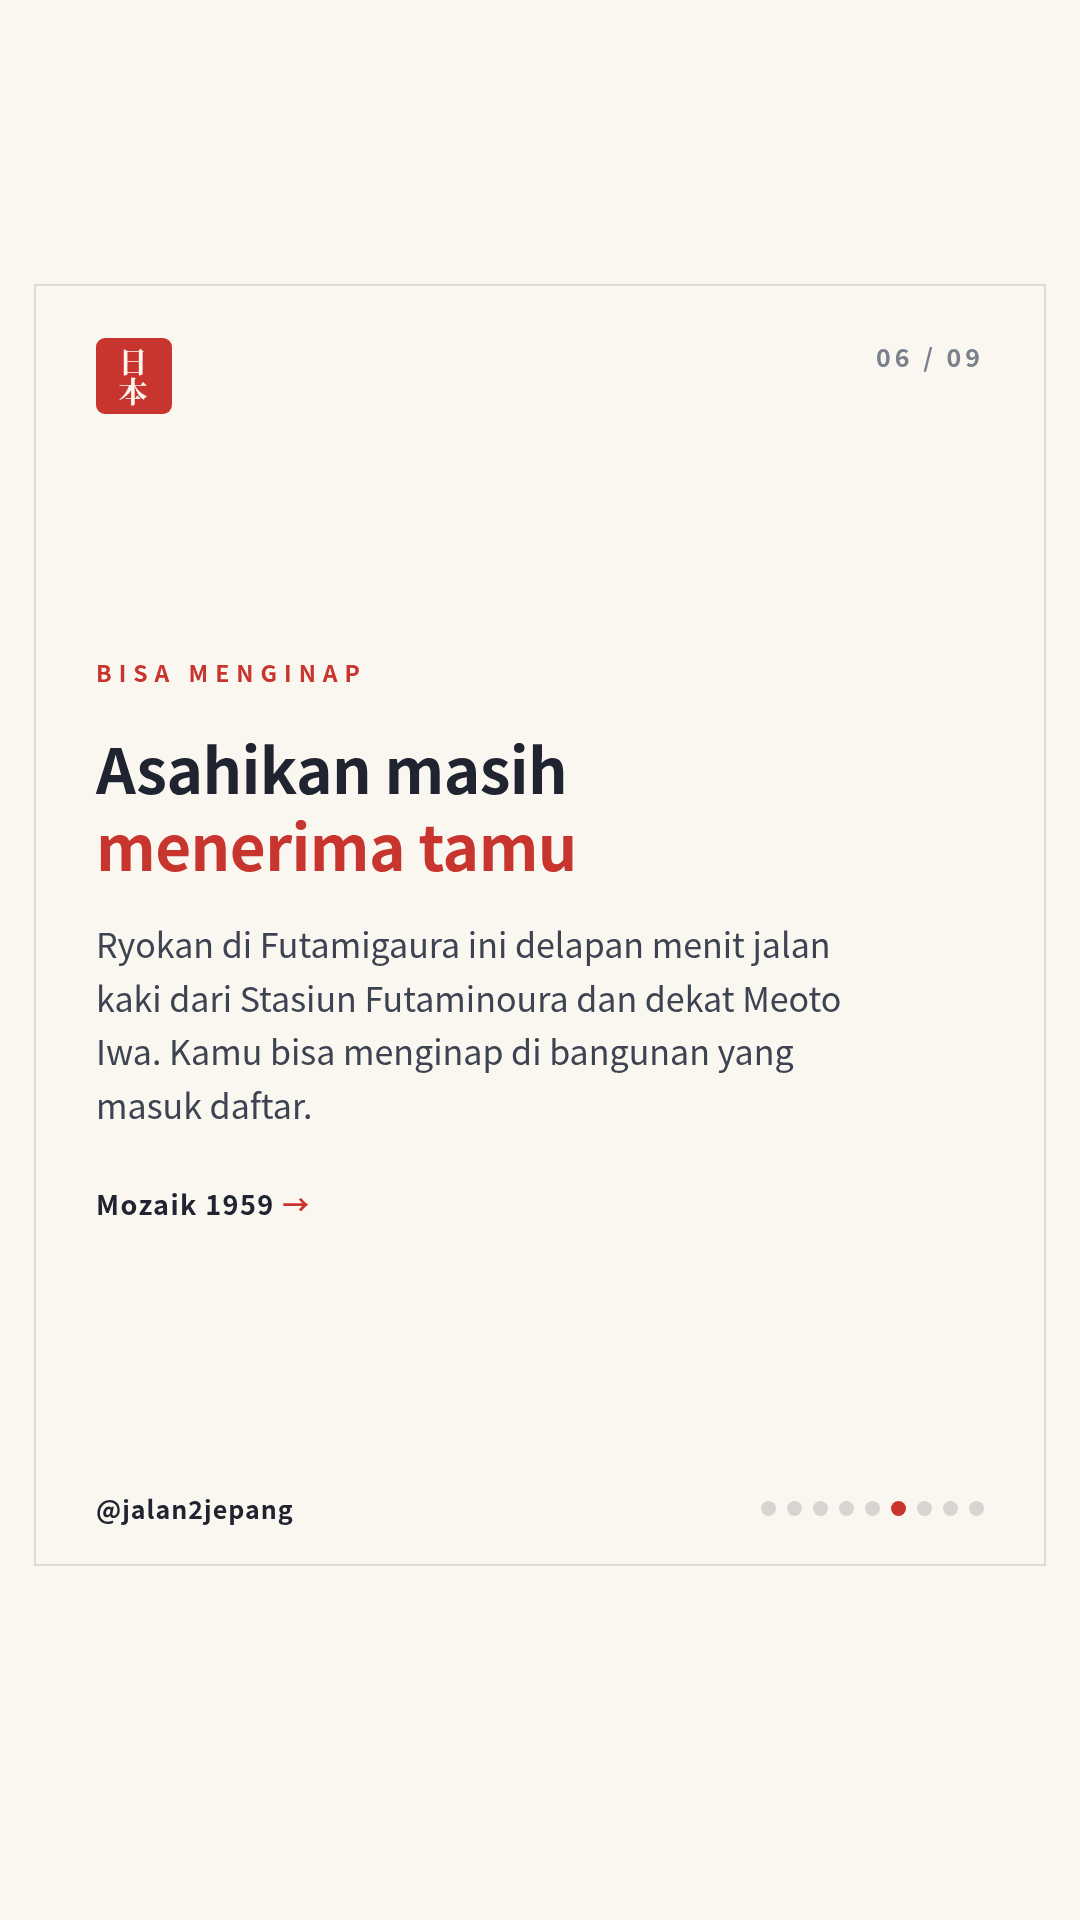 日本
06 / 09
BISA MENGINAP
Asahikan masih
menerima tamu
Ryokan di Futamigaura ini delapan menit jalan
kaki dari Stasiun Futaminoura dan dekat Meoto
Iwa. Kamu bisa menginap di bangunan yang
masuk daftar.
Mozaik 1959 →
@jalan2jepang